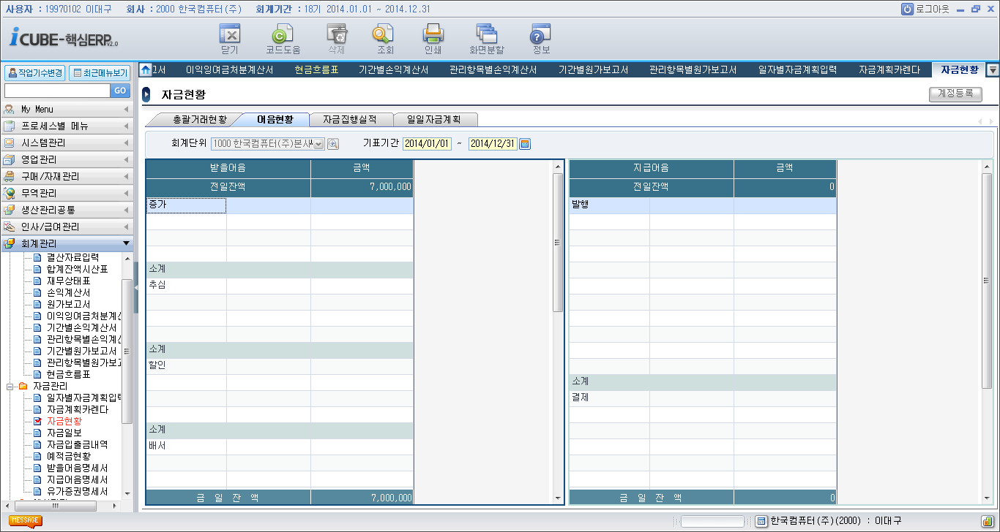 사용자 : 19970102 이대구 회사 : 2000 한국컴퓨터(주) 회계기간 : 18기 2014.01.01 ~ 2014.12.31 로그아웃
iCUBE-핵심ERP v2.0
닫기 코드도움 삭제 조회 인쇄 화면분할 정보
작업기수변경 최근메뉴보기
고서 이익잉여금처분계산서 현금흐름표 기간별손익계산서 관리항목별손익계산서 기간별원가보고서 관리항목별원가보고서 일자별자금계획입력 자금계획카렌다 자금현황
GO
자금현황 계정등록
My Menu
프로세스별 메뉴
시스템관리
영업관리
구매/자재관리
무역관리
생산관리공통
인사/급여관리
회계관리
결산자료입력
합계잔액시산표
재무상태표
손익계산서
원가보고서
이익잉여금처분계산
기간별손익계산서
관리항목별손익계산
기간별원가보고서
관리항목별원가보고
현금흐름표
자금관리
일자별자금계획입력
자금계획카렌다
자금현황
자금일보
자금입출금내역
예적금현황
받을어음명세서
지급어음명세서
유가증권명세서
총괄거래현황 어음현황 자금집행실적 일일자금계획
회계단위 1000 한국컴퓨터(주)본사 기표기간 2014/01/01 ~ 2014/12/31
받을어음 금액
전일잔액 7,000,000
증가
소계
추심
소계
할인
소계
배서
금 일 잔 액 7,000,000
지급어음 금액
전일잔액 0
발행
소계
결제
금 일 잔 액 0
MESSAGE
한국컴퓨터(주)(2000) : 이대구